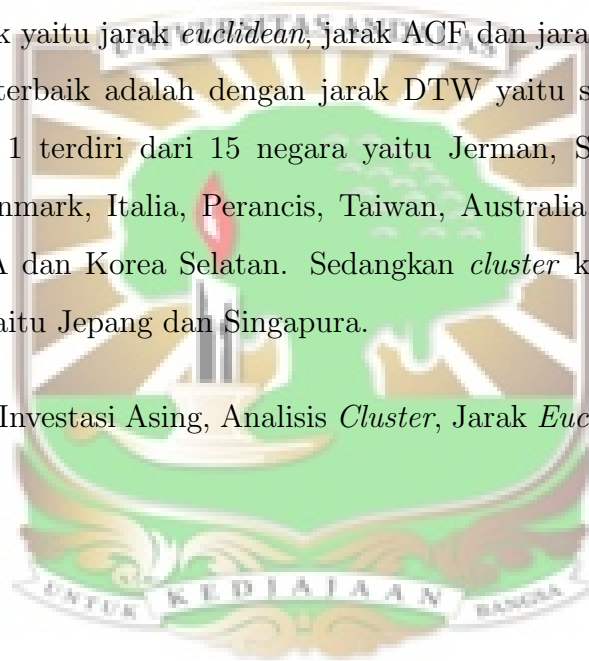 UNIVERSITAS ANDALAS
k yaitu jarak euclidean, jarak ACF dan jara
terbaik adalah dengan jarak DTW yaitu s
1 terdiri dari 15 negara yaitu Jerman, S
nmark, Italia, Perancis, Taiwan, Australia
A dan Korea Selatan. Sedangkan cluster k
aitu Jepang dan Singapura.
Investasi Asing, Analisis Cluster, Jarak Euc
UNTUK KEDJAJAAN BANGSA